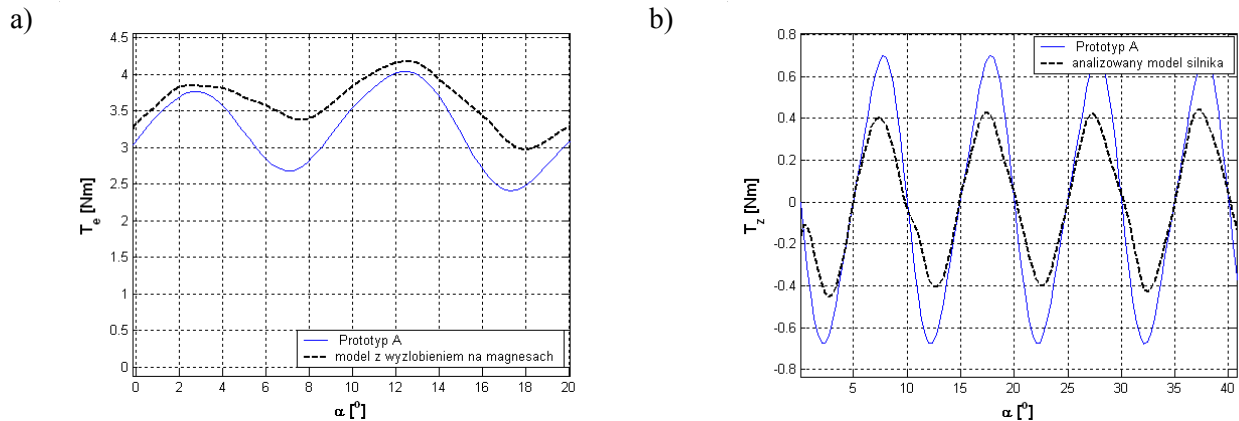 a)
4.5
4
3.5
3
2.5
2
1.5
1
0.5
0
T_e [Nm]
Prototyp A
model z wyzlobieniem na magnesach
0 2 4 6 8 10 12 14 16 18 20
α [º]
b)
0.8
0.6
0.4
0.2
0
-0.2
-0.4
-0.6
-0.8
T_z [Nm]
Prototyp A
analizowany model silnika
5 10 15 20 25 30 35 40
α [º]